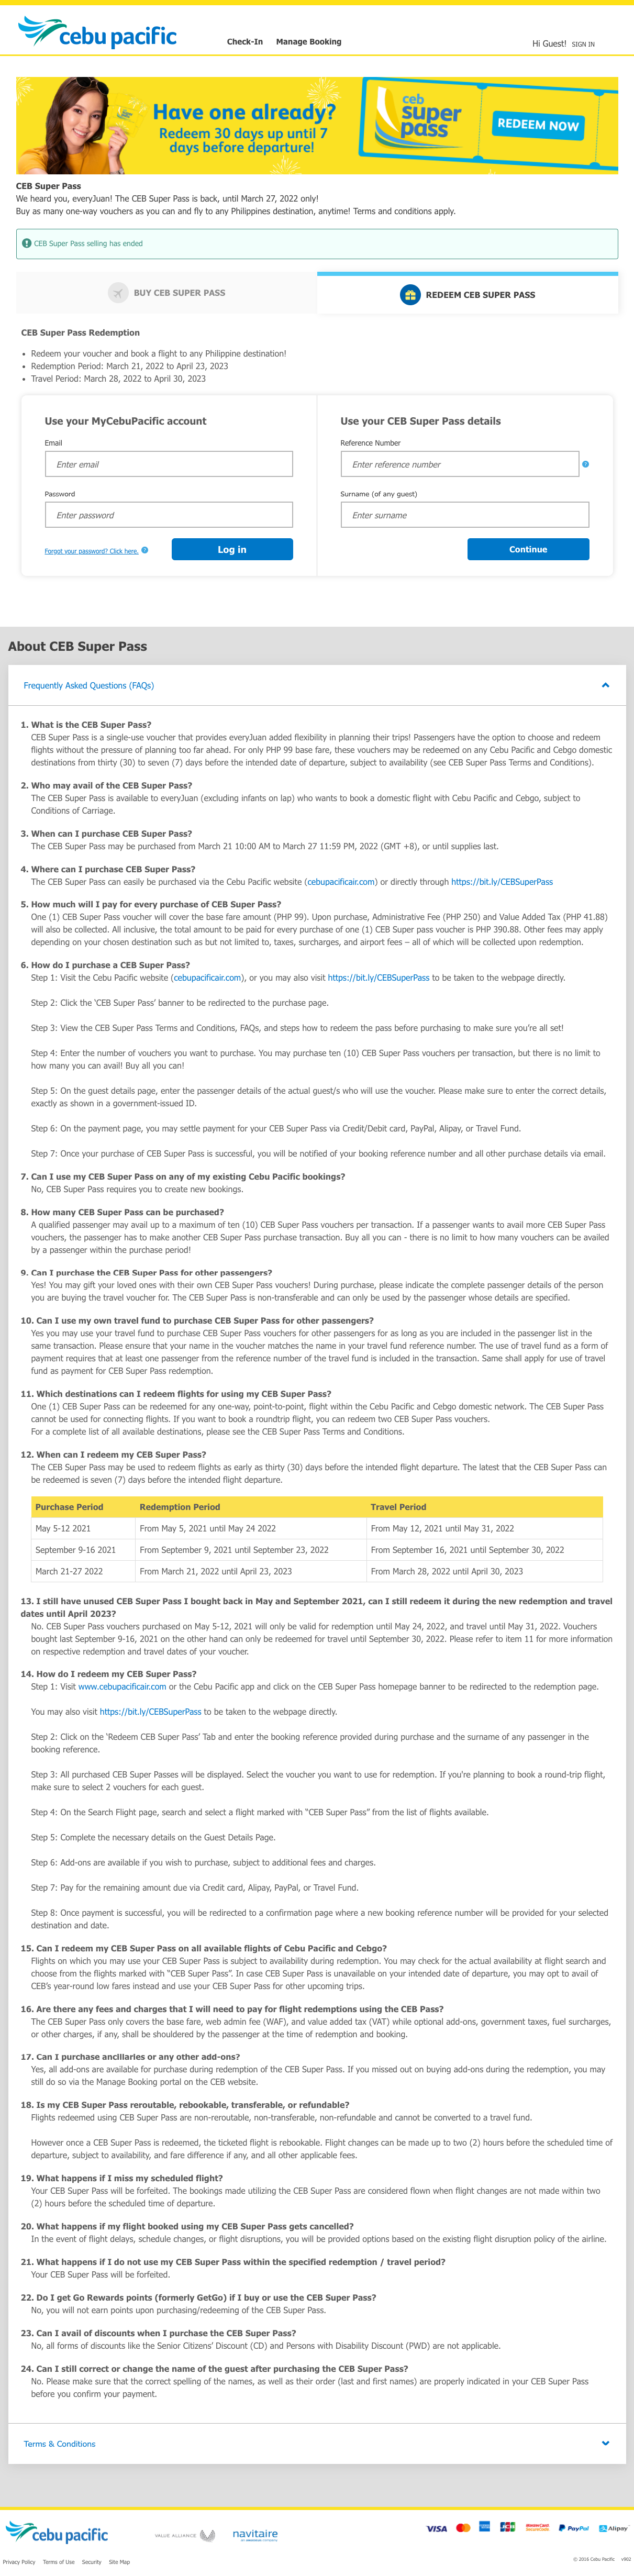 cebu pacific
Check-In Manage Booking
Hi Guest! SIGN IN
Have one already?
Redeem 30 days up until 7
days before departure!
ceb
super
pass
REDEEM NOW
CEB Super Pass
We heard you, everyJuan! The CEB Super Pass is back, until March 27, 2022 only!
Buy as many one-way vouchers as you can and fly to any Philippines destination, anytime! Terms and conditions apply.
CEB Super Pass selling has ended
BUY CEB SUPER PASS
REDEEM CEB SUPER PASS
CEB Super Pass Redemption
• Redeem your voucher and book a flight to any Philippine destination!
• Redemption Period: March 21, 2022 to April 23, 2023
• Travel Period: March 28, 2022 to April 30, 2023
Use your MyCebuPacific account
Email
Enter email
Password
Enter password
Forgot your password? Click here.
Log in
Use your CEB Super Pass details
Reference Number
Enter reference number
Surname (of any guest)
Enter surname
Continue
About CEB Super Pass
Frequently Asked Questions (FAQs)
1. What is the CEB Super Pass?
CEB Super Pass is a single-use voucher that provides everyJuan added flexibility in planning their trips! Passengers have the option to choose and redeem
flights without the pressure of planning too far ahead. For only PHP 99 base fare, these vouchers may be redeemed on any Cebu Pacific and Cebgo domestic
destinations from thirty (30) to seven (7) days before the intended date of departure, subject to availability (see CEB Super Pass Terms and Conditions).
2. Who may avail of the CEB Super Pass?
The CEB Super Pass is available to everyJuan (excluding infants on lap) who wants to book a domestic flight with Cebu Pacific and Cebgo, subject to
Conditions of Carriage.
3. When can I purchase CEB Super Pass?
The CEB Super Pass may be purchased from March 21 10:00 AM to March 27 11:59 PM, 2022 (GMT +8), or until supplies last.
4. Where can I purchase CEB Super Pass?
The CEB Super Pass can easily be purchased via the Cebu Pacific website (cebupacificair.com) or directly through https://bit.ly/CEBSuperPass
5. How much will I pay for every purchase of CEB Super Pass?
One (1) CEB Super Pass voucher will cover the base fare amount (PHP 99). Upon purchase, Administrative Fee (PHP 250) and Value Added Tax (PHP 41.88)
will also be collected. All inclusive, the total amount to be paid for every purchase of one (1) CEB Super pass voucher is PHP 390.88. Other fees may apply
depending on your chosen destination such as but not limited to, taxes, surcharges, and airport fees – all of which will be collected upon redemption.
6. How do I purchase a CEB Super Pass?
Step 1: Visit the Cebu Pacific website (cebupacificair.com), or you may also visit https://bit.ly/CEBSuperPass to be taken to the webpage directly.
Step 2: Click the ‘CEB Super Pass’ banner to be redirected to the purchase page.
Step 3: View the CEB Super Pass Terms and Conditions, FAQs, and steps how to redeem the pass before purchasing to make sure you’re all set!
Step 4: Enter the number of vouchers you want to purchase. You may purchase ten (10) CEB Super Pass vouchers per transaction, but there is no limit to
how many you can avail! Buy all you can!
Step 5: On the guest details page, enter the passenger details of the actual guest/s who will use the voucher. Please make sure to enter the correct details,
exactly as shown in a government-issued ID.
Step 6: On the payment page, you may settle payment for your CEB Super Pass via Credit/Debit card, PayPal, Alipay, or Travel Fund.
Step 7: Once your purchase of CEB Super Pass is successful, you will be notified of your booking reference number and all other purchase details via email.
7. Can I use my CEB Super Pass on any of my existing Cebu Pacific bookings?
No, CEB Super Pass requires you to create new bookings.
8. How many CEB Super Pass can be purchased?
A qualified passenger may avail up to a maximum of ten (10) CEB Super Pass vouchers per transaction. If a passenger wants to avail more CEB Super Pass
vouchers, the passenger has to make another CEB Super Pass purchase transaction. Buy all you can - there is no limit to how many vouchers can be availed
by a passenger within the purchase period!
9. Can I purchase the CEB Super Pass for other passengers?
Yes! You may gift your loved ones with their own CEB Super Pass vouchers! During purchase, please indicate the complete passenger details of the person
you are buying the travel voucher for. The CEB Super Pass is non-transferable and can only be used by the passenger whose details are specified.
10. Can I use my own travel fund to purchase CEB Super Pass for other passengers?
Yes you may use your travel fund to purchase CEB Super Pass vouchers for other passengers for as long as you are included in the passenger list in the
same transaction. Please ensure that your name in the voucher matches the name in your travel fund reference number. The use of travel fund as a form of
payment requires that at least one passenger from the reference number of the travel fund is included in the transaction. Same shall apply for use of travel
fund as payment for CEB Super Pass redemption.
11. Which destinations can I redeem flights for using my CEB Super Pass?
One (1) CEB Super Pass can be redeemed for any one-way, point-to-point, flight within the Cebu Pacific and Cebgo domestic network. The CEB Super Pass
cannot be used for connecting flights. If you want to book a roundtrip flight, you can redeem two CEB Super Pass vouchers.
For a complete list of all available destinations, please see the CEB Super Pass Terms and Conditions.
12. When can I redeem my CEB Super Pass?
The CEB Super Pass may be used to redeem flights as early as thirty (30) days before the intended flight departure. The latest that the CEB Super Pass can
be redeemed is seven (7) days before the intended flight departure.
Purchase Period Redemption Period Travel Period
May 5-12 2021 From May 5, 2021 until May 24 2022 From May 12, 2021 until May 31, 2022
September 9-16 2021 From September 9, 2021 until September 23, 2022 From September 16, 2021 until September 30, 2022
March 21-27 2022 From March 21, 2022 until April 23, 2023 From March 28, 2022 until April 30, 2023
13. I still have unused CEB Super Pass I bought back in May and September 2021, can I still redeem it during the new redemption and travel
dates until April 2023?
No. CEB Super Pass vouchers purchased on May 5-12, 2021 will only be valid for redemption until May 24, 2022, and travel until May 31, 2022. Vouchers
bought last September 9-16, 2021 on the other hand can only be redeemed for travel until September 30, 2022. Please refer to item 11 for more information
on respective redemption and travel dates of your voucher.
14. How do I redeem my CEB Super Pass?
Step 1: Visit www.cebupacificair.com or the Cebu Pacific app and click on the CEB Super Pass homepage banner to be redirected to the redemption page.
You may also visit https://bit.ly/CEBSuperPass to be taken to the webpage directly.
Step 2: Click on the ‘Redeem CEB Super Pass’ Tab and enter the booking reference provided during purchase and the surname of any passenger in the
booking reference.
Step 3: All purchased CEB Super Passes will be displayed. Select the voucher you want to use for redemption. If you're planning to book a round-trip flight,
make sure to select 2 vouchers for each guest.
Step 4: On the Search Flight page, search and select a flight marked with “CEB Super Pass” from the list of flights available.
Step 5: Complete the necessary details on the Guest Details Page.
Step 6: Add-ons are available if you wish to purchase, subject to additional fees and charges.
Step 7: Pay for the remaining amount due via Credit card, Alipay, PayPal, or Travel Fund.
Step 8: Once payment is successful, you will be redirected to a confirmation page where a new booking reference number will be provided for your selected
destination and date.
15. Can I redeem my CEB Super Pass on all available flights of Cebu Pacific and Cebgo?
Flights on which you may use your CEB Super Pass is subject to availability during redemption. You may check for the actual availability at flight search and
choose from the flights marked with “CEB Super Pass”. In case CEB Super Pass is unavailable on your intended date of departure, you may opt to avail of
CEB’s year-round low fares instead and use your CEB Super Pass for other upcoming trips.
16. Are there any fees and charges that I will need to pay for flight redemptions using the CEB Pass?
The CEB Super Pass only covers the base fare, web admin fee (WAF), and value added tax (VAT) while optional add-ons, government taxes, fuel surcharges,
or other charges, if any, shall be shouldered by the passenger at the time of redemption and booking.
17. Can I purchase ancillaries or any other add-ons?
Yes, all add-ons are available for purchase during redemption of the CEB Super Pass. If you missed out on buying add-ons during the redemption, you may
still do so via the Manage Booking portal on the CEB website.
18. Is my CEB Super Pass reroutable, rebookable, transferable, or refundable?
Flights redeemed using CEB Super Pass are non-reroutable, non-transferable, non-refundable and cannot be converted to a travel fund.
However once a CEB Super Pass is redeemed, the ticketed flight is rebookable. Flight changes can be made up to two (2) hours before the scheduled time of
departure, subject to availability, and fare difference if any, and all other applicable fees.
19. What happens if I miss my scheduled flight?
Your CEB Super Pass will be forfeited. The bookings made utilizing the CEB Super Pass are considered flown when flight changes are not made within two
(2) hours before the scheduled time of departure.
20. What happens if my flight booked using my CEB Super Pass gets cancelled?
In the event of flight delays, schedule changes, or flight disruptions, you will be provided options based on the existing flight disruption policy of the airline.
21. What happens if I do not use my CEB Super Pass within the specified redemption / travel period?
Your CEB Super Pass will be forfeited.
22. Do I get Go Rewards points (formerly GetGo) if I buy or use the CEB Super Pass?
No, you will not earn points upon purchasing/redeeming of the CEB Super Pass.
23. Can I avail of discounts when I purchase the CEB Super Pass?
No, all forms of discounts like the Senior Citizens' Discount (CD) and Persons with Disability Discount (PWD) are not applicable.
24. Can I still correct or change the name of the guest after purchasing the CEB Super Pass?
No. Please make sure that the correct spelling of the names, as well as their order (last and first names) are properly indicated in your CEB Super Pass
before you confirm your payment.
Terms & Conditions
cebu pacific
VALUE ALLIANCE
navitaire
VISA
JCB
PayPal
Alipay
Privacy Policy Terms of Use Security Site Map
© 2016 Cebu Pacific v902